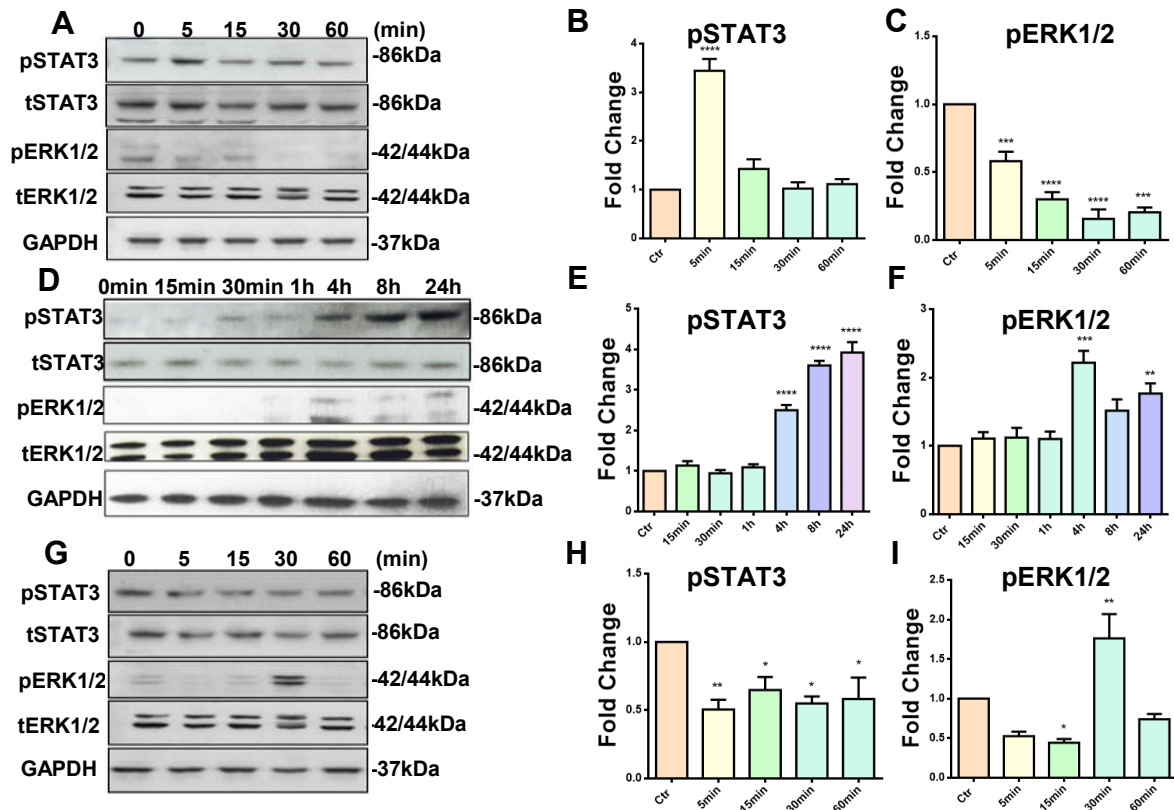 A
0 5 15 30 60 (min)
pSTAT3 -86kDa
tSTAT3 -86kDa
pERK1/2 -42/44kDa
tERK1/2 -42/44kDa
GAPDH -37kDa
B
pSTAT3
Fold Change
4
3
2
1
0
****
Ctr 5min 15min 30min 60min
C
pERK1/2
Fold Change
1.5
1.0
0.5
0.0
*** **** **** ***
Ctr 5min 15min 30min 60min
D
0min 15min 30min 1h 4h 8h 24h
pSTAT3 -86kDa
tSTAT3 -86kDa
pERK1/2 -42/44kDa
tERK1/2 -42/44kDa
GAPDH -37kDa
E
pSTAT3
Fold Change
5
4
3
2
1
0
**** **** ****
Ctr 15min 30min 1h 4h 8h 24h
F
pERK1/2
Fold Change
3
2
1
0
*** **
Ctr 15min 30min 1h 4h 8h 24h
G
0 5 15 30 60 (min)
pSTAT3 -86kDa
tSTAT3 -86kDa
pERK1/2 -42/44kDa
tERK1/2 -42/44kDa
GAPDH -37kDa
H
pSTAT3
Fold Change
1.5
1.0
0.5
0.0
** * * *
Ctr 5min 15min 30min 60min
I
pERK1/2
Fold Change
2.5
2.0
1.5
1.0
0.5
0.0
* **
Ctr 5min 15min 30min 60min